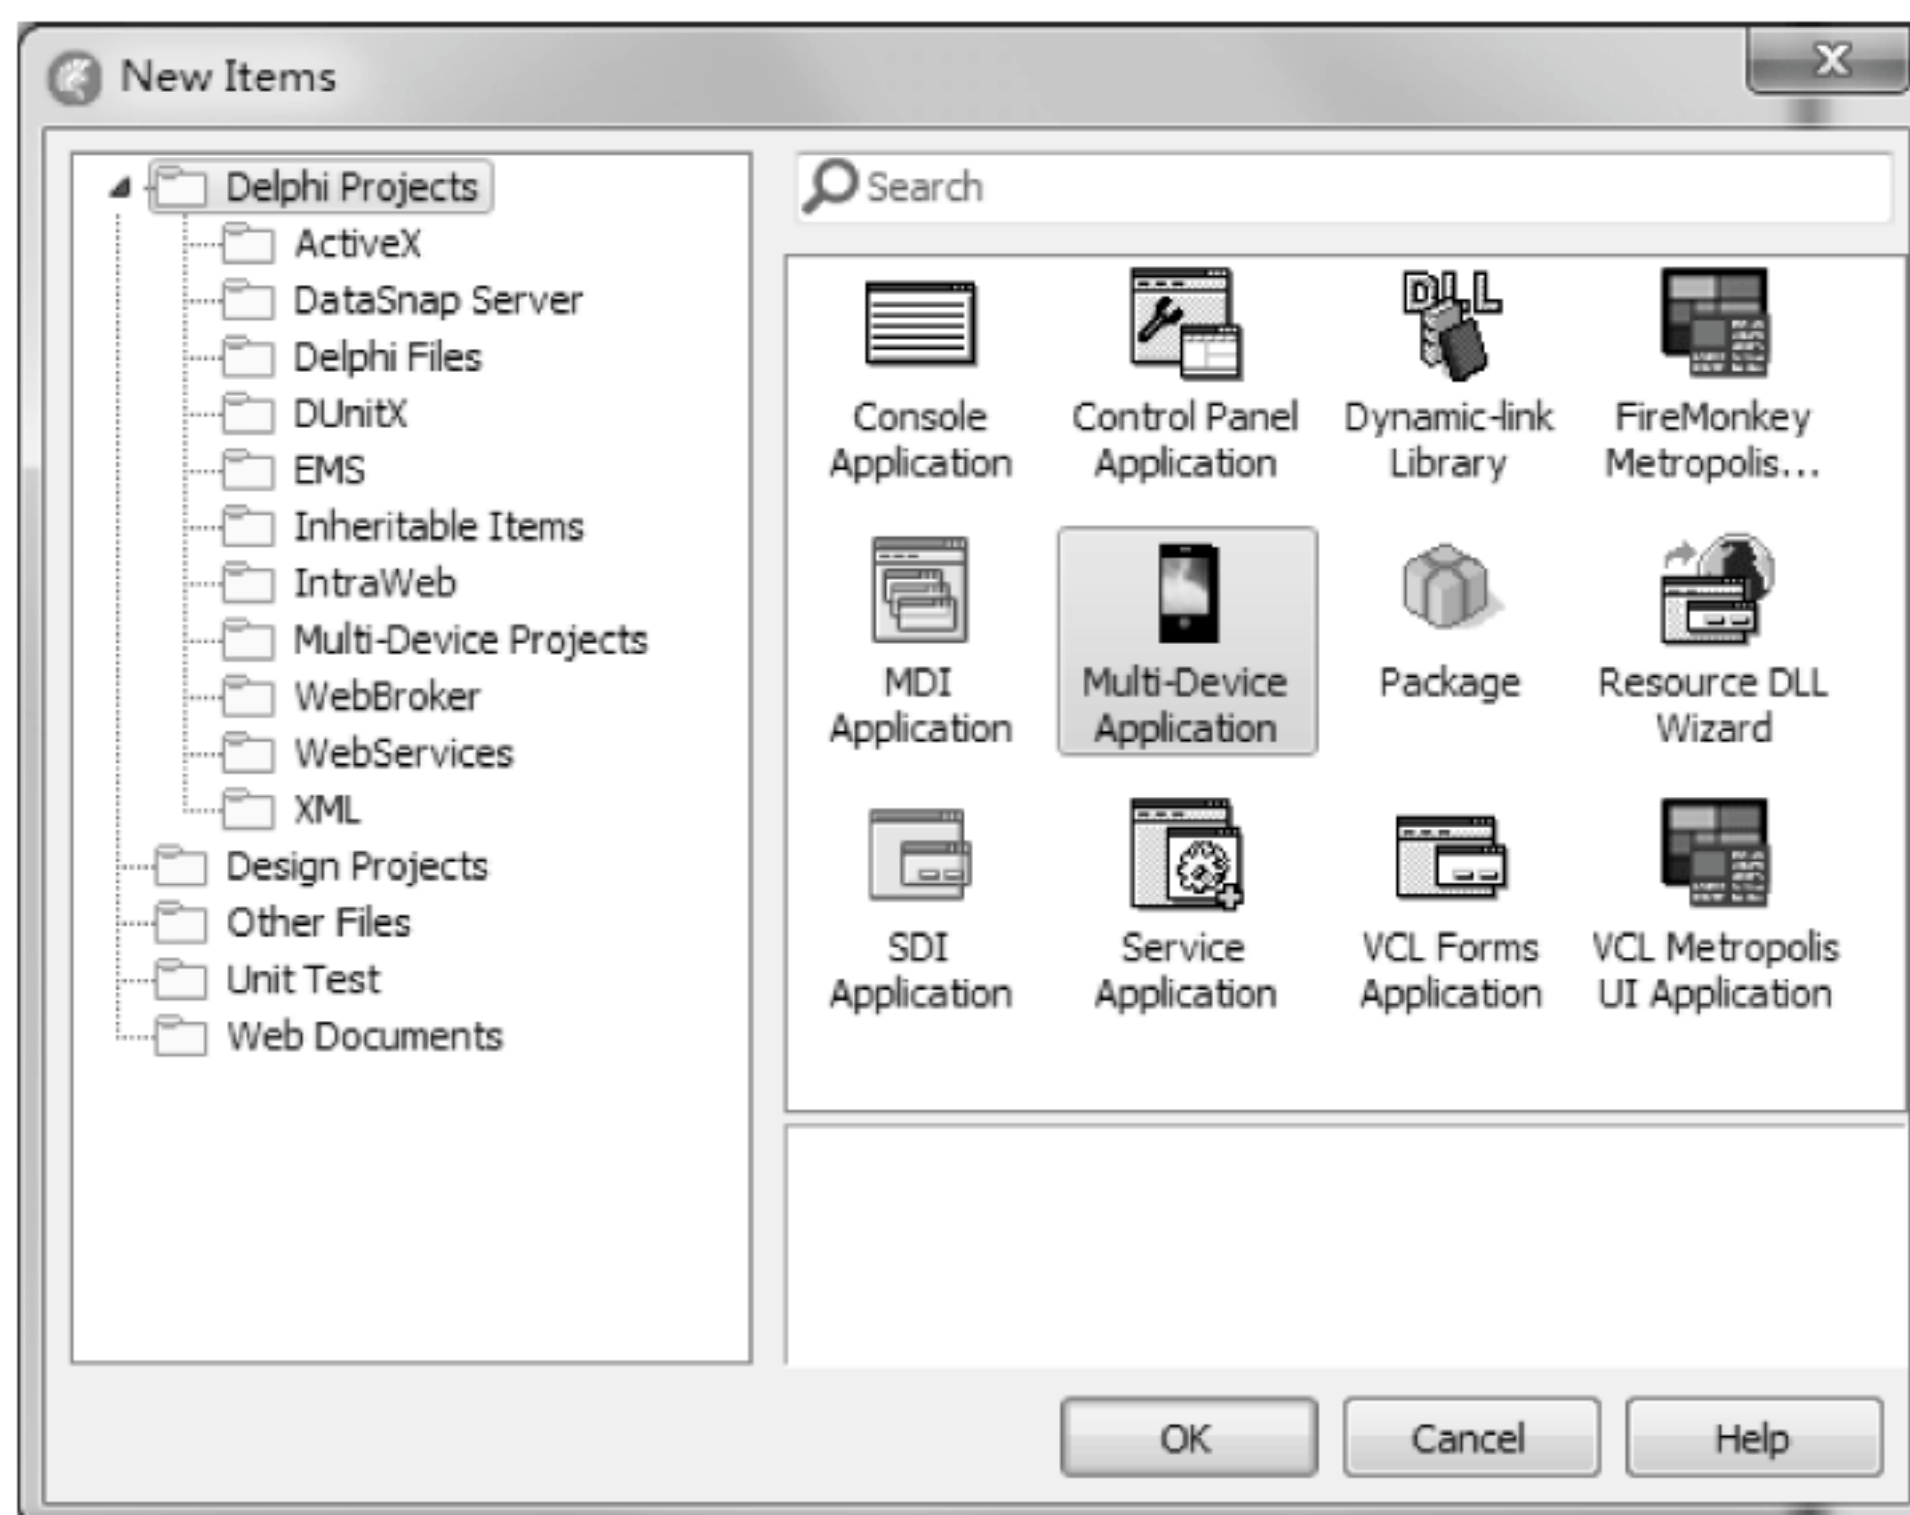 New Items
Delphi Projects
ActiveX
DataSnap Server
Delphi Files
DUnitX
EMS
Inheritable Items
IntraWeb
Multi-Device Projects
WebBroker
WebServices
XML
Design Projects
Other Files
Unit Test
Web Documents
Search
DLL
Console
Application
Control Panel
Application
Dynamic-link
Library
FireMonkey
Metropolis...
MDI
Application
Multi-Device
Application
Package
Resource DLL
Wizard
SDI
Application
Service
Application
VCL Forms
Application
VCL Metropolis
UI Application
OK
Cancel
Help